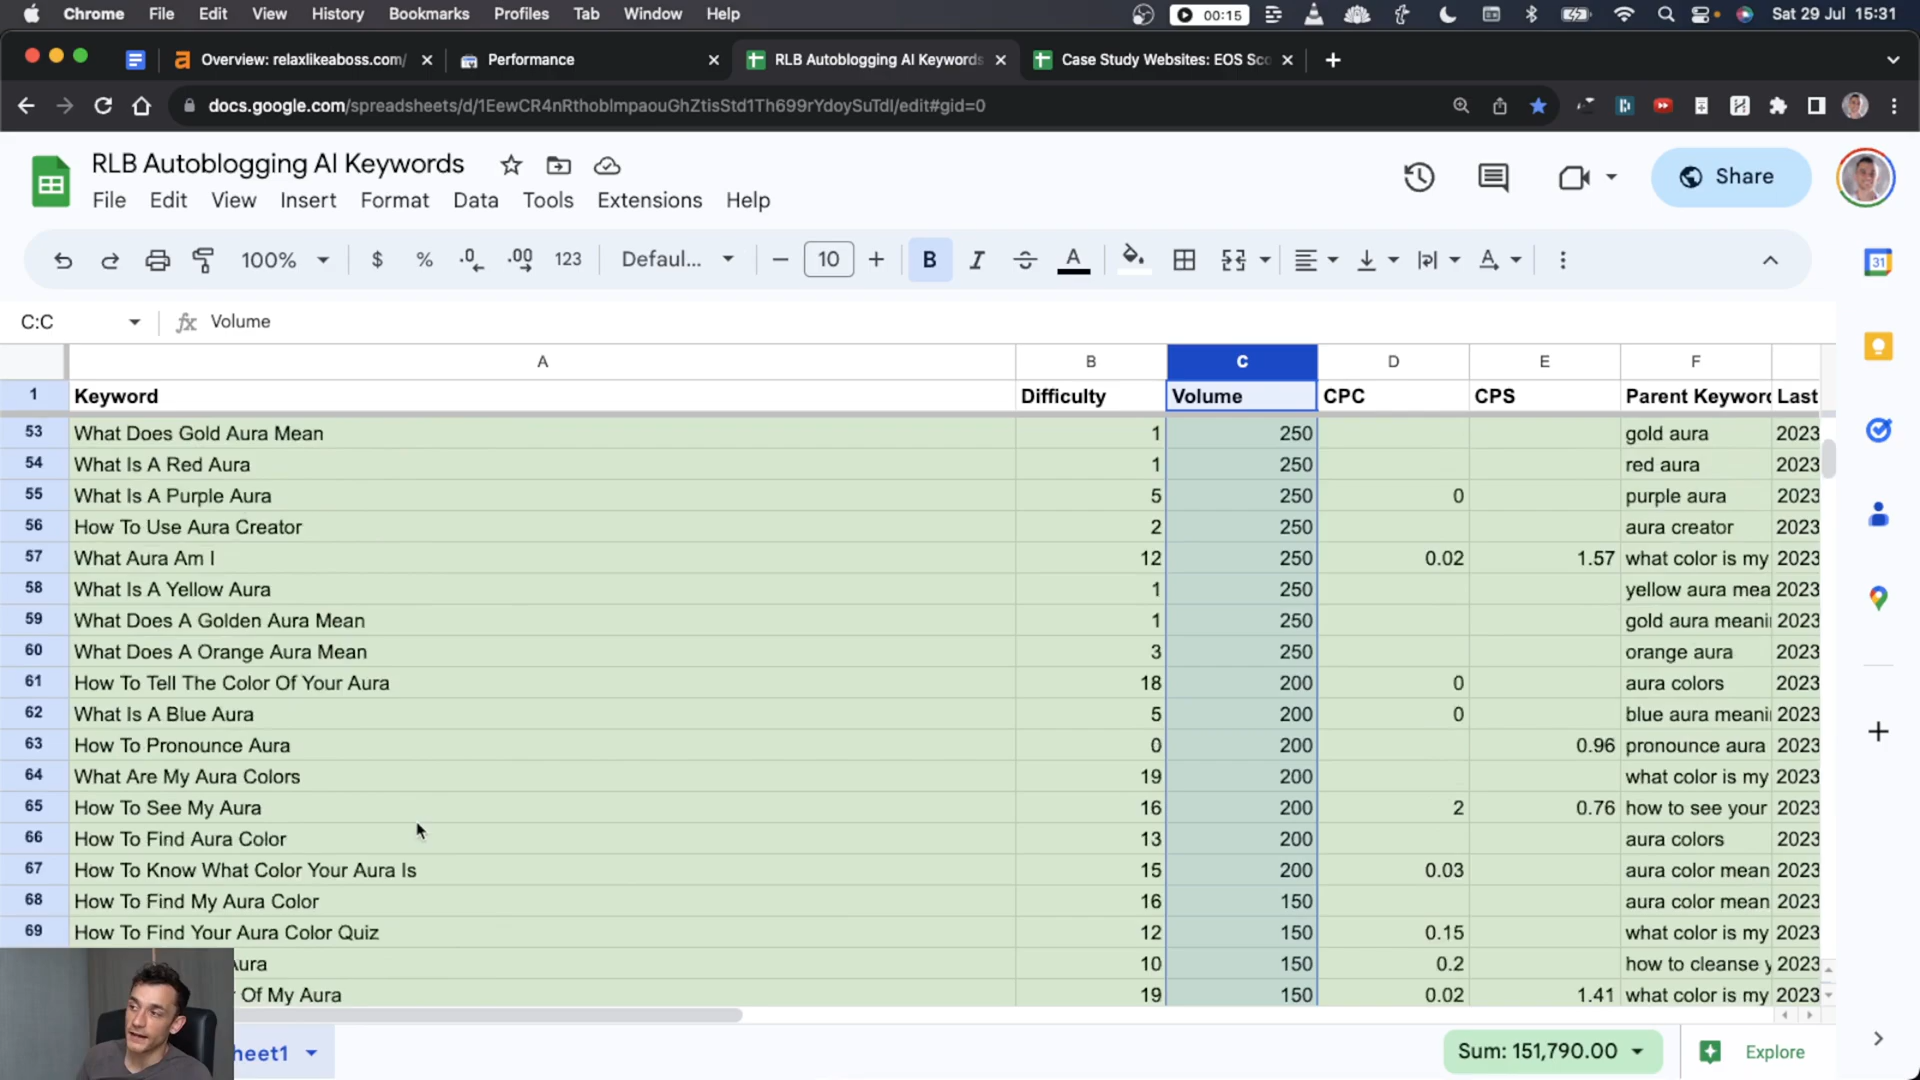 Chrome File Edit View History Bookmarks Profiles Tab Window Help 00:15 Sat 29 Jul 15:31
Overview: relaxlikeaboss.com/ Performance RLB Autoblogging AI Keywords Case Study Websites: EOS Sco
docs.google.com/spreadsheets/d/1EewCR4nRthoblmpaouGhZtisStd1Th699rYdoySuTdI/edit#gid=0
RLB Autoblogging AI Keywords
Share
File Edit View Insert Format Data Tools Extensions Help
100% $ % .0 .00 123 Defaul... 10 B I A
31
C:C fx Volume
A B C D E F
1 Keyword Difficulty Volume CPC CPS Parent Keyword Last
53 What Does Gold Aura Mean 1 250 gold aura 2023
54 What Is A Red Aura 1 250 red aura 2023
55 What Is A Purple Aura 5 250 0 purple aura 2023
56 How To Use Aura Creator 2 250 aura creator 2023
57 What Aura Am I 12 250 0.02 1.57 what color is my 2023
58 What Is A Yellow Aura 1 250 yellow aura mea 2023
59 What Does A Golden Aura Mean 1 250 gold aura meani 2023
60 What Does A Orange Aura Mean 3 250 orange aura 2023
61 How To Tell The Color Of Your Aura 18 200 0 aura colors 2023
62 What Is A Blue Aura 5 200 0 blue aura meani 2023
63 How To Pronounce Aura 0 200 0.96 pronounce aura 2023
64 What Are My Aura Colors 19 200 what color is my 2023
65 How To See My Aura 16 200 2 0.76 how to see your 2023
66 How To Find Aura Color 13 200 aura colors 2023
67 How To Know What Color Your Aura Is 15 200 0.03 aura color mean 2023
68 How To Find My Aura Color 16 150 aura color mean 2023
69 How To Find Your Aura Color Quiz 12 150 0.15 what color is my 2023
Aura 10 150 0.2 how to cleanse y 2023
Of My Aura 19 150 0.02 1.41 what color is my 2023
heet1 Sum: 151,790.00 Explore